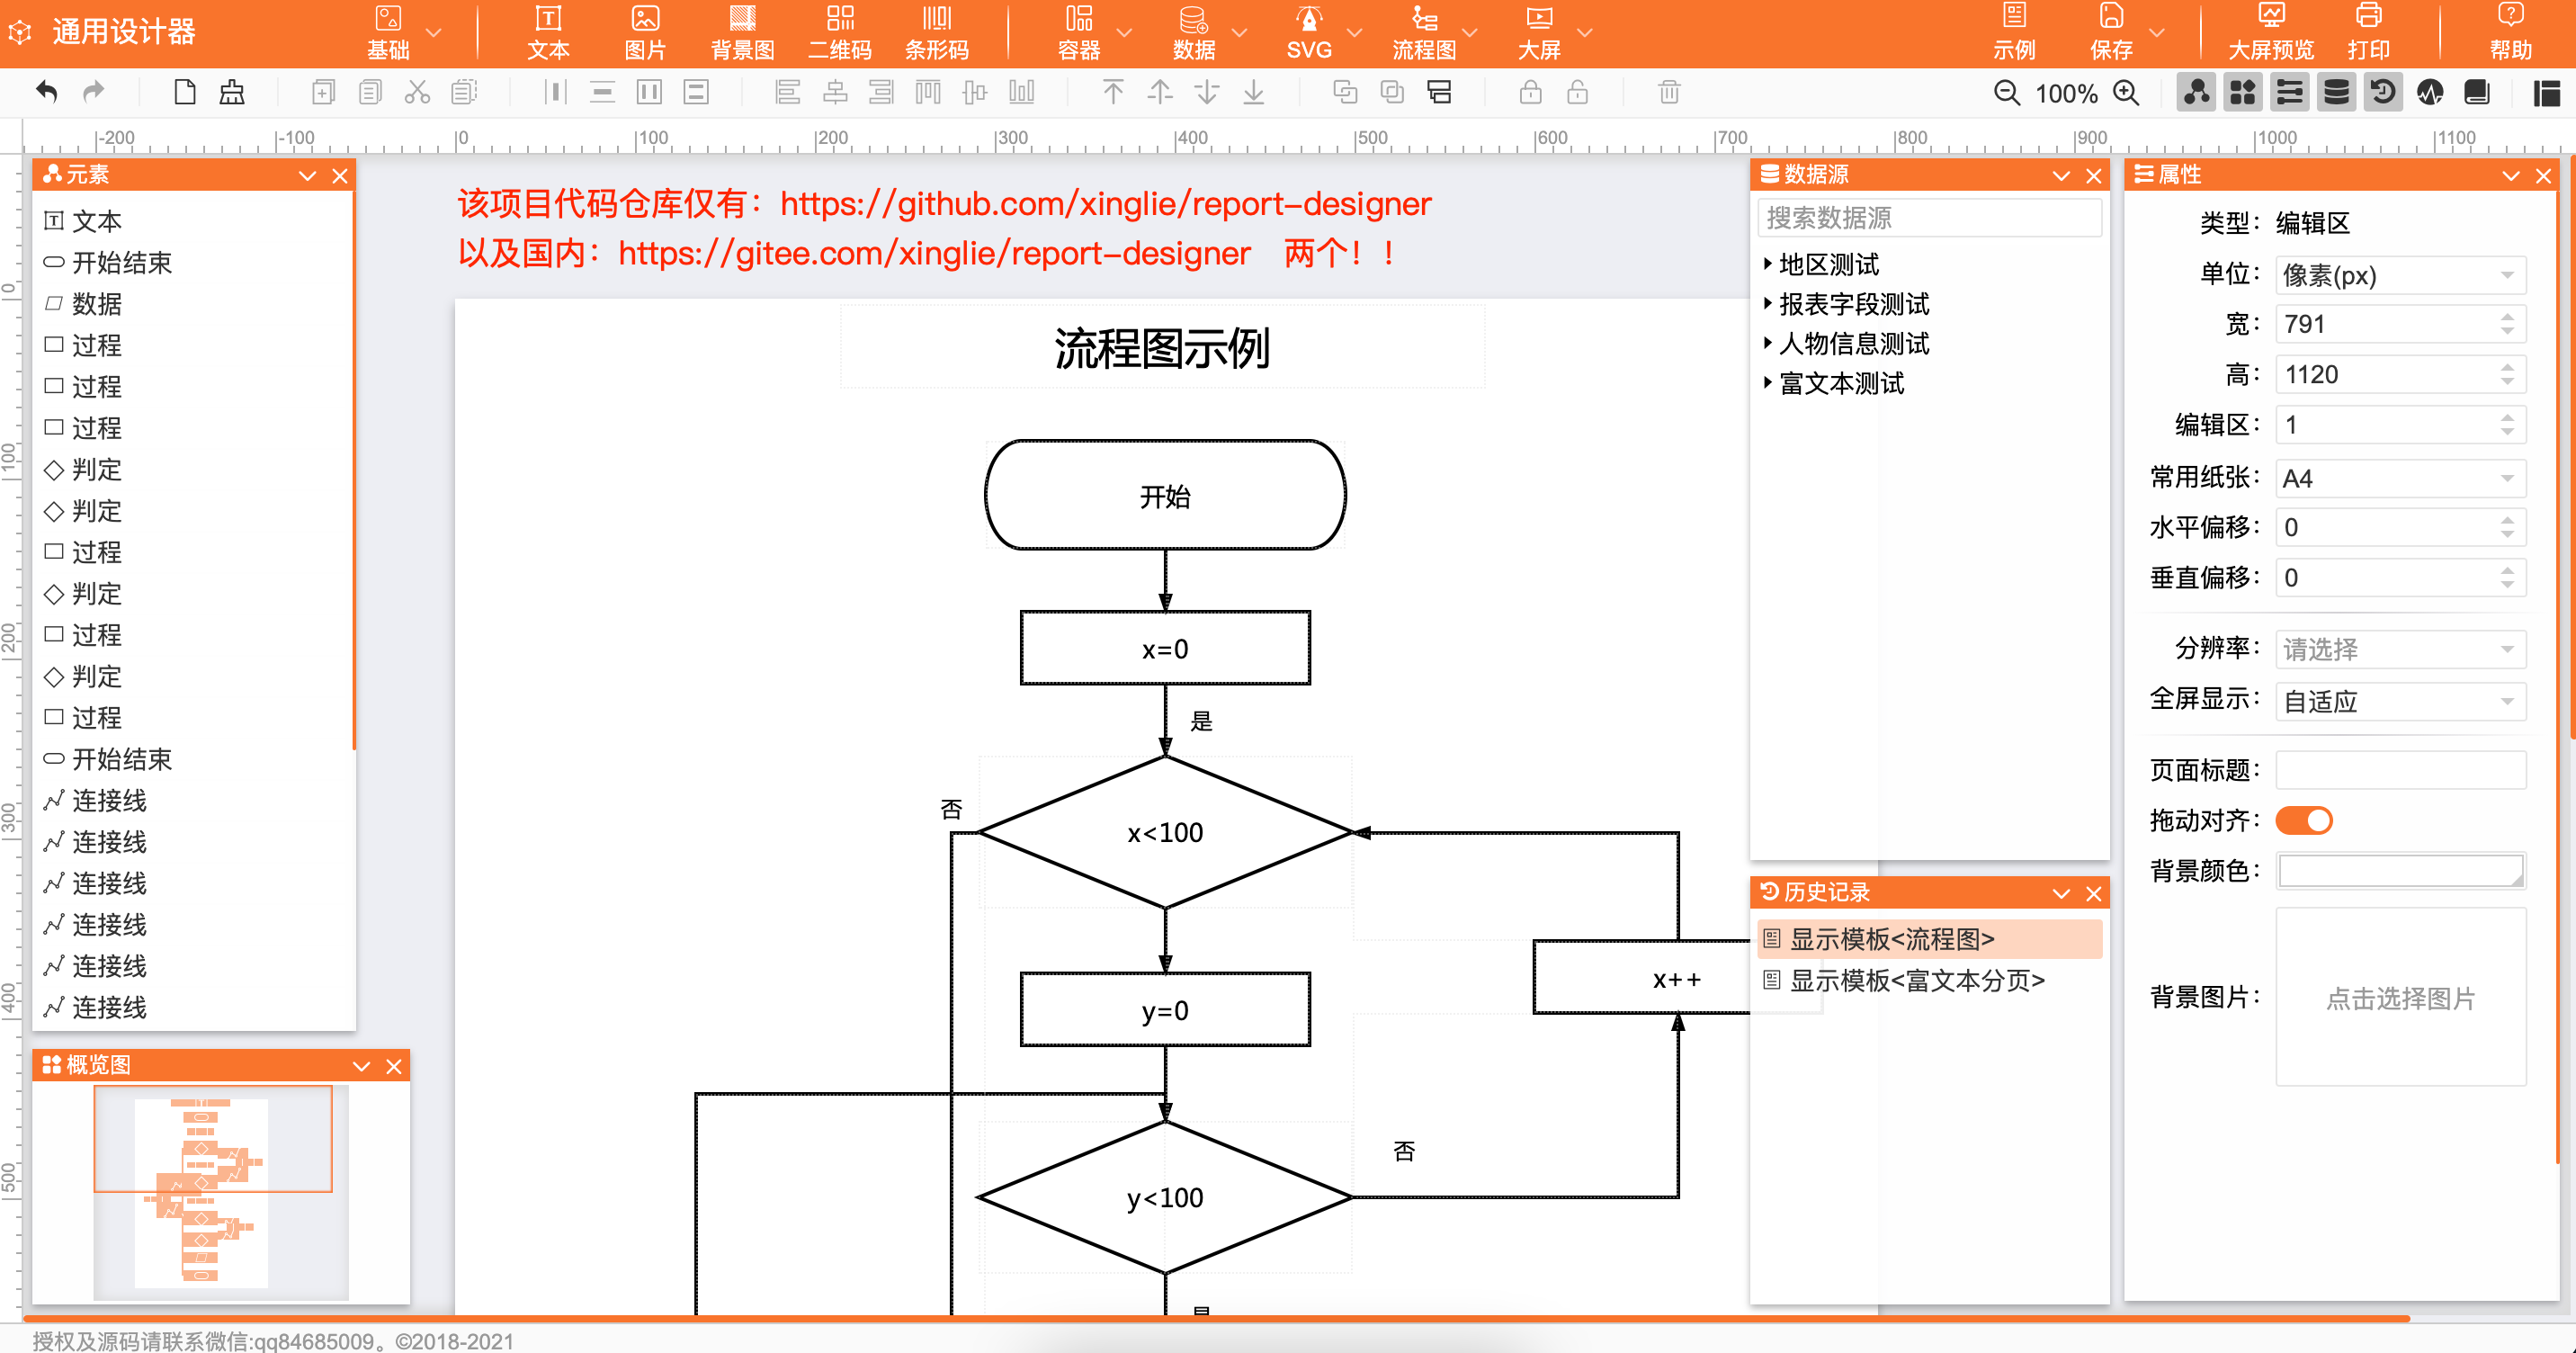 通用设计器
基础
文本
图片
背景图
二维码
条形码
容器
数据
SVG
流程图
大屏
示例
保存
大屏预览
打印
帮助
100%
-200
-100
0
100
200
300
400
500
600
700
800
900
1000
1100
0
100
200
300
400
500
元素
文本
开始结束
数据
过程
过程
过程
判定
判定
过程
判定
过程
判定
过程
开始结束
连接线
连接线
连接线
连接线
连接线
连接线
概览图
该项目代码仓库仅有：https://github.com/xinglie/report-designer
以及国内：https://gitee.com/xinglie/report-designer 两个！！
流程图示例
开始
x=0
是
否
x<100
x++
y=0
否
y<100
数据源
搜索数据源
地区测试
报表字段测试
人物信息测试
富文本测试
历史记录
显示模板<流程图>
显示模板<富文本分页>
属性
类型：编辑区
单位：像素(px)
宽：791
高：1120
编辑区：1
常用纸张：A4
水平偏移：0
垂直偏移：0
分辨率：请选择
全屏显示：自适应
页面标题：
拖动对齐：
背景颜色：
背景图片：点击选择图片
授权及源码请联系微信:qq84685009。©2018-2021